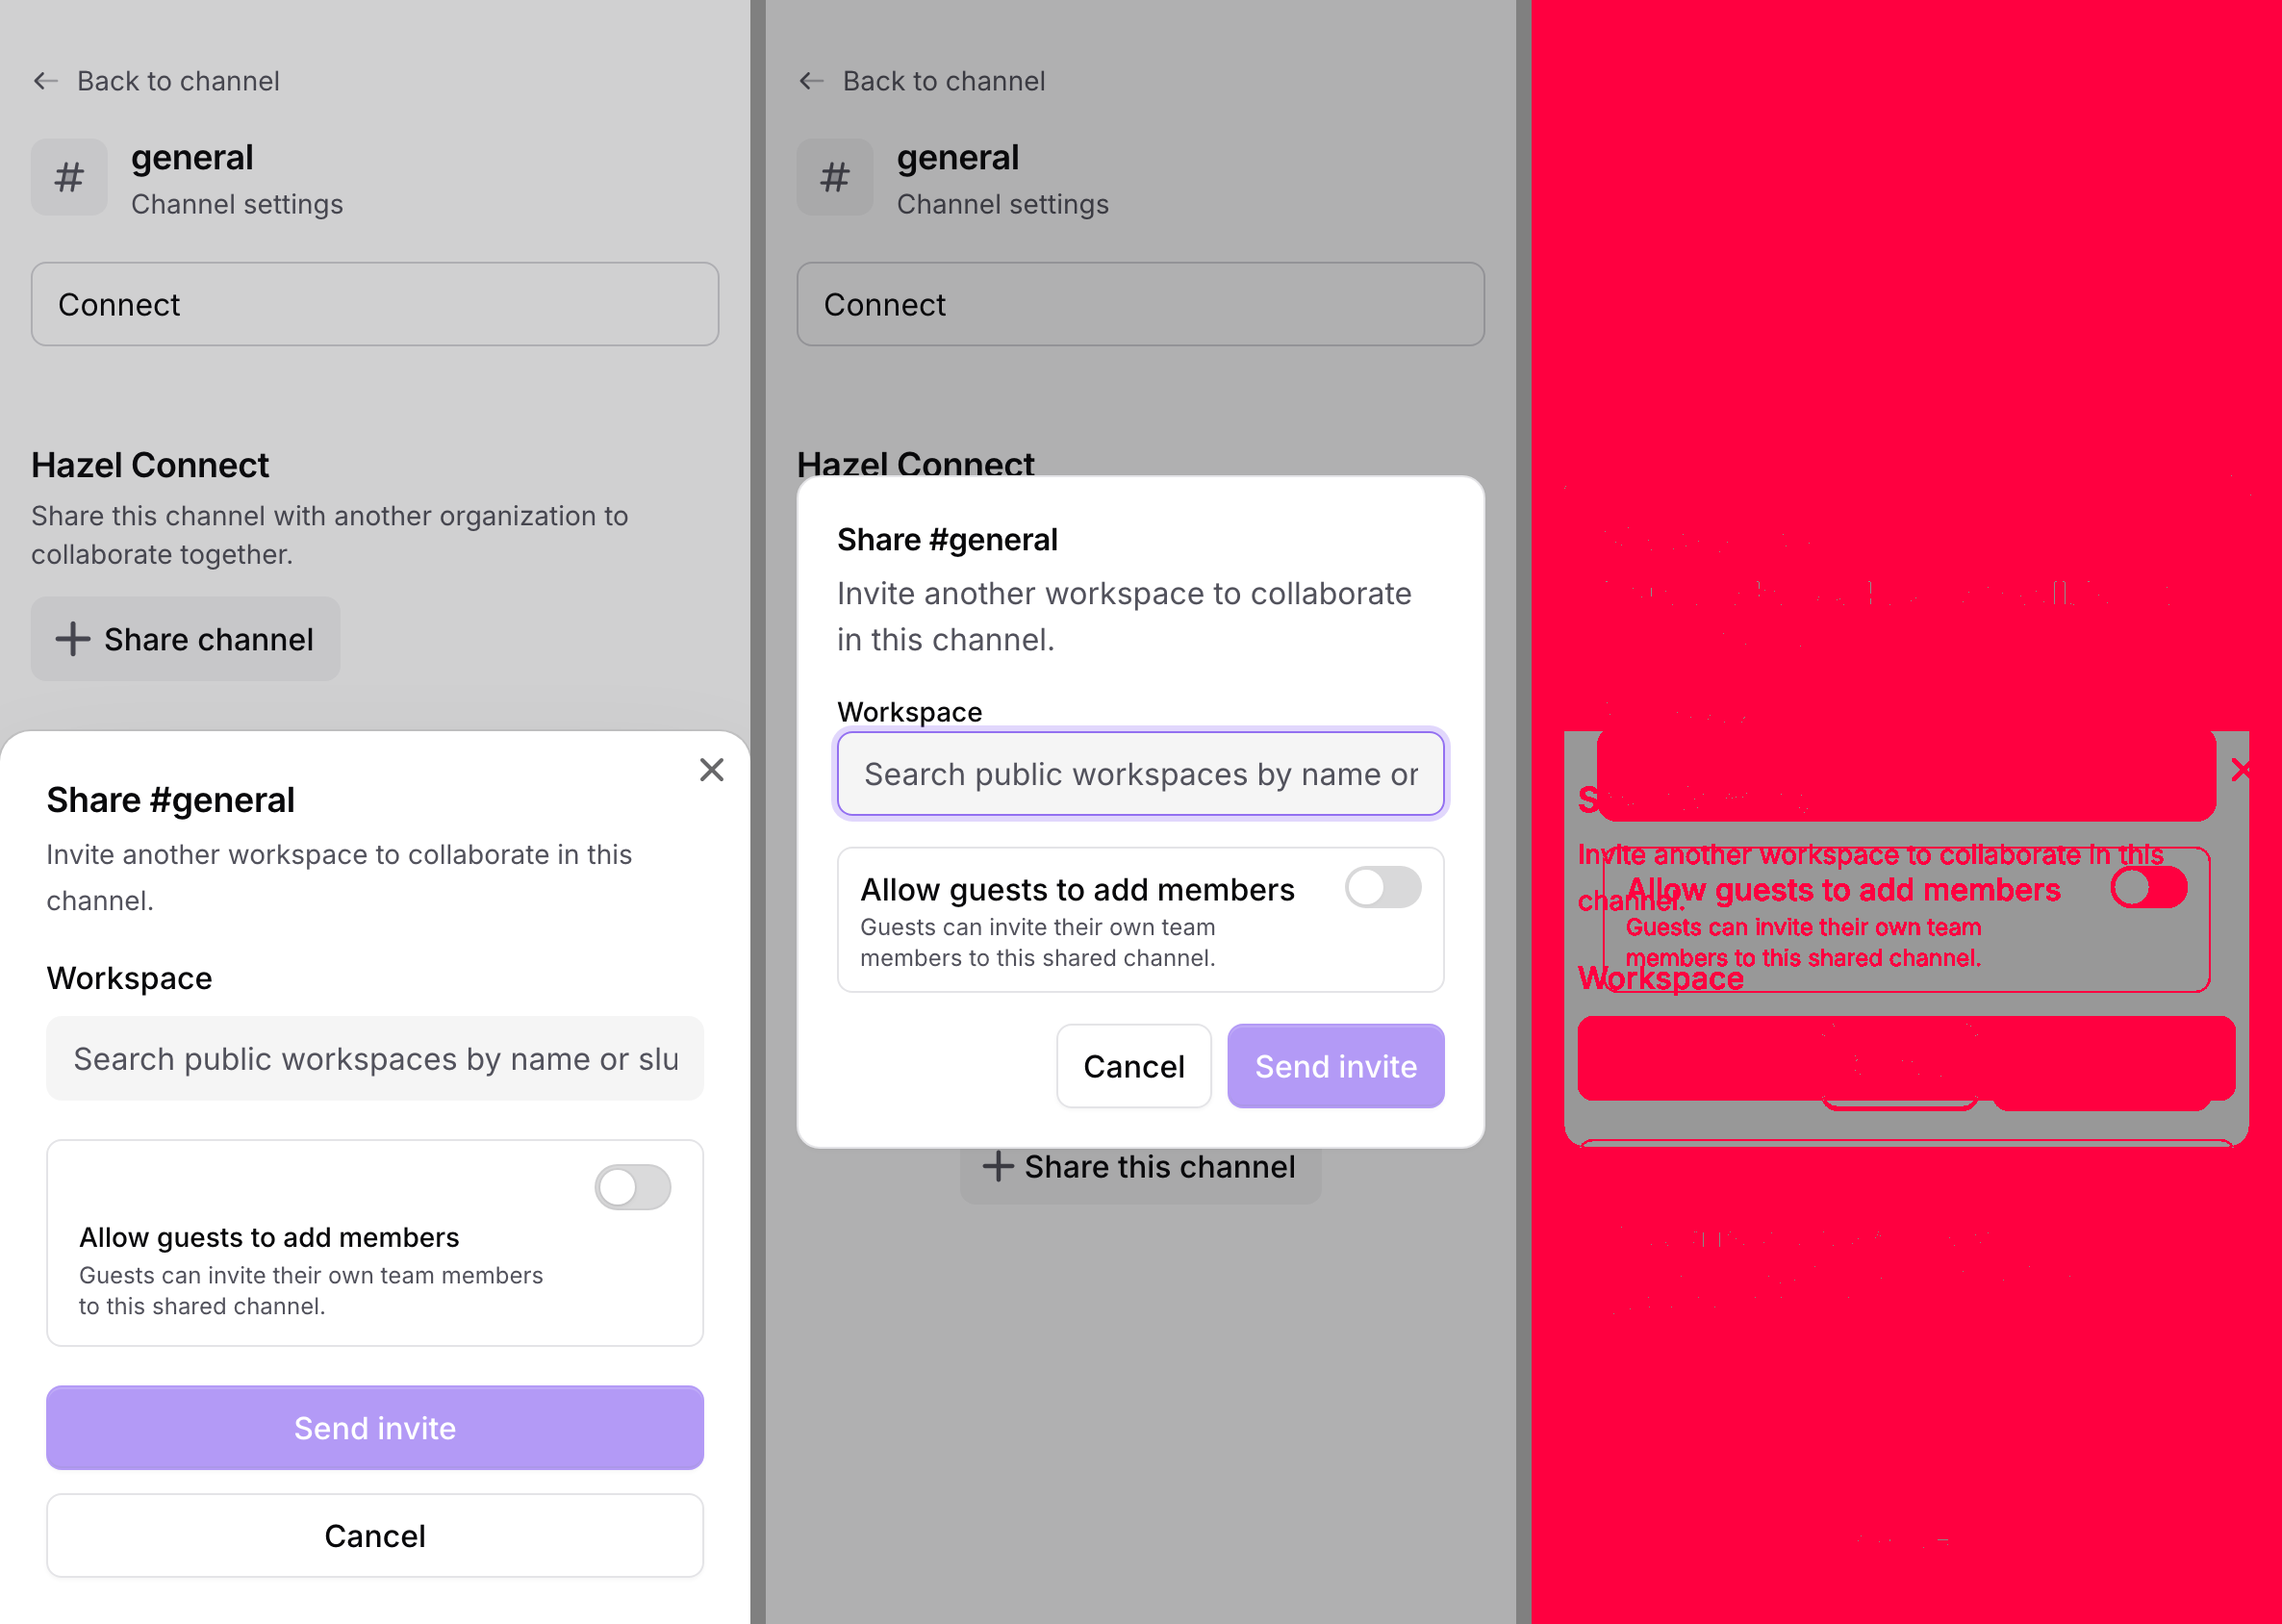 Back to channel
# general
Channel settings
Connect
Hazel Connect
Share this channel with another organization to
collaborate together.
Share channel
Share #general
Invite another workspace to collaborate in this
channel.
Workspace
Search public workspaces by name or slu
Allow guests to add members
Guests can invite their own team members
to this shared channel.
Send invite
Cancel
Back to channel
# general
Channel settings
Connect
Hazel Connect
Share #general
Invite another workspace to collaborate
in this channel.
Workspace
Search public workspaces by name or
Allow guests to add members
Guests can invite their own team
members to this shared channel.
Cancel
Send invite
Share this channel
S
Invite another workspace to collaborate in this
Allow guests to add members
channel.
Guests can invite their own team
members to this shared channel.
Workspace